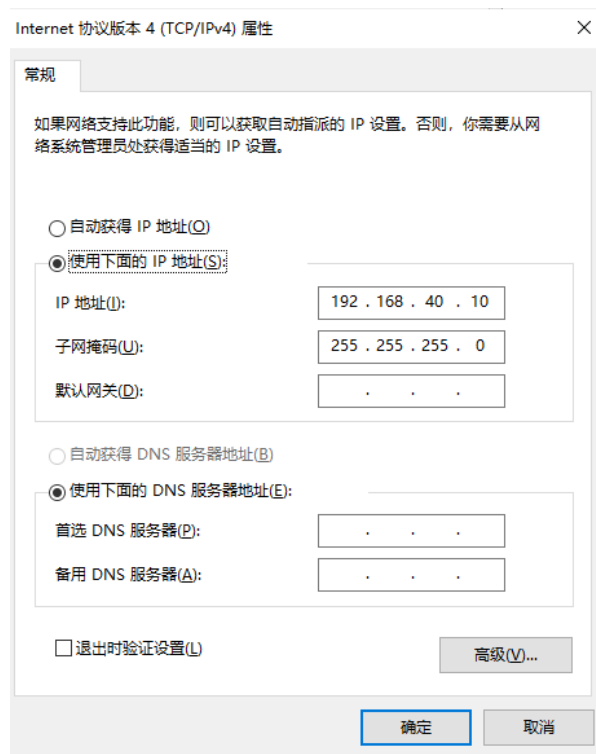 Internet 协议版本 4 (TCP/IPv4) 属性
常规
如果网络支持此功能，则可以获取自动指派的 IP 设置。否则，你需要从网
络系统管理员处获得适当的 IP 设置。
自动获得 IP 地址(O)
使用下面的 IP 地址(S):
IP 地址(I): 192 . 168 . 40 . 10
子网掩码(U): 255 . 255 . 255 . 0
默认网关(D): . . .
自动获得 DNS 服务器地址(B)
使用下面的 DNS 服务器地址(E):
首选 DNS 服务器(P): . . .
备用 DNS 服务器(A): . . .
退出时验证设置(L)
高级(V)...
确定 取消